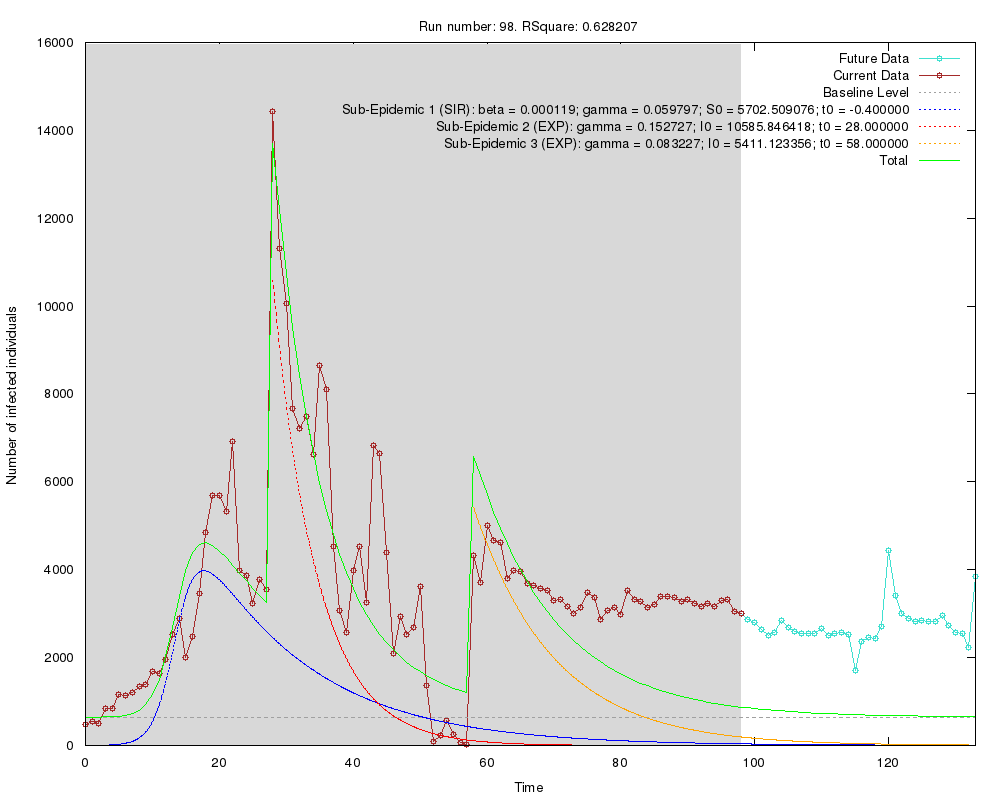 Run number: 98. RSquare: 0.628207
Future Data
Current Data
Baseline Level
Sub-Epidemic 1 (SIR): beta = 0.000119; gamma = 0.059797; S0 = 5702.509076; t0 = -0.400000
Sub-Epidemic 2 (EXP): gamma = 0.152727; I0 = 10585.846418; t0 = 28.000000
Sub-Epidemic 3 (EXP): gamma = 0.083227; I0 = 5411.123356; t0 = 58.000000
Total
16000
14000
12000
10000
8000
6000
4000
2000
0
Number of infected individuals
0 20 40 60 80 100 120
Time